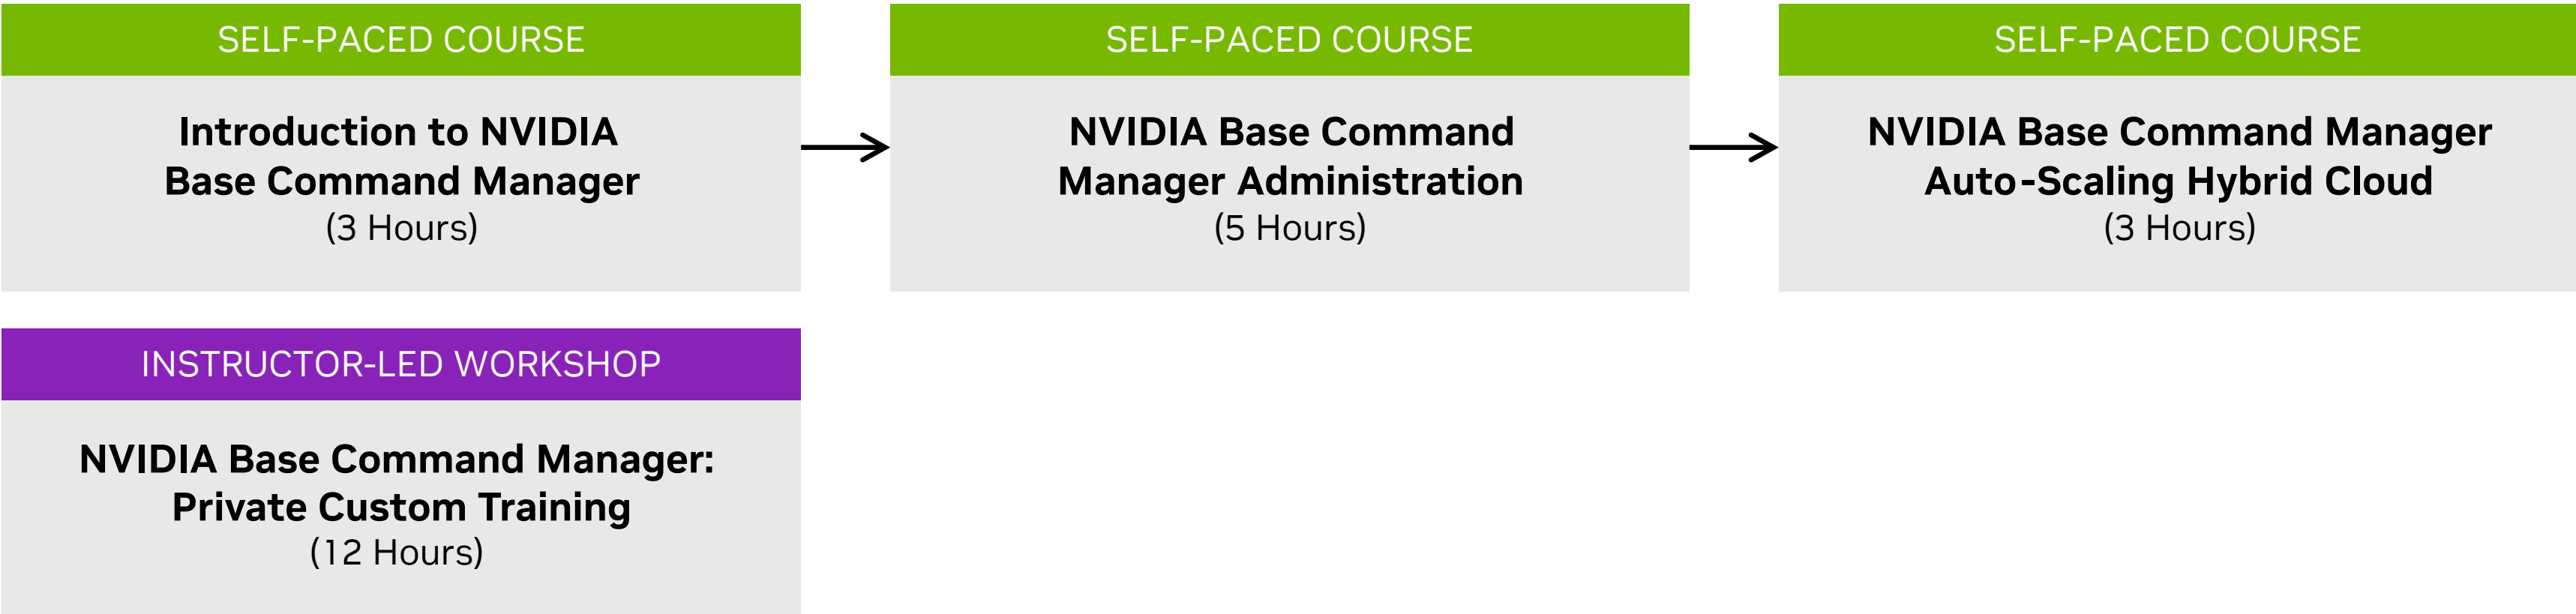 SELF-PACED COURSE
Introduction to NVIDIA
Base Command Manager
(3 Hours)
SELF-PACED COURSE
NVIDIA Base Command
Manager Administration
(5 Hours)
SELF-PACED COURSE
NVIDIA Base Command Manager
Auto-Scaling Hybrid Cloud
(3 Hours)
INSTRUCTOR-LED WORKSHOP
NVIDIA Base Command Manager:
Private Custom Training
(12 Hours)